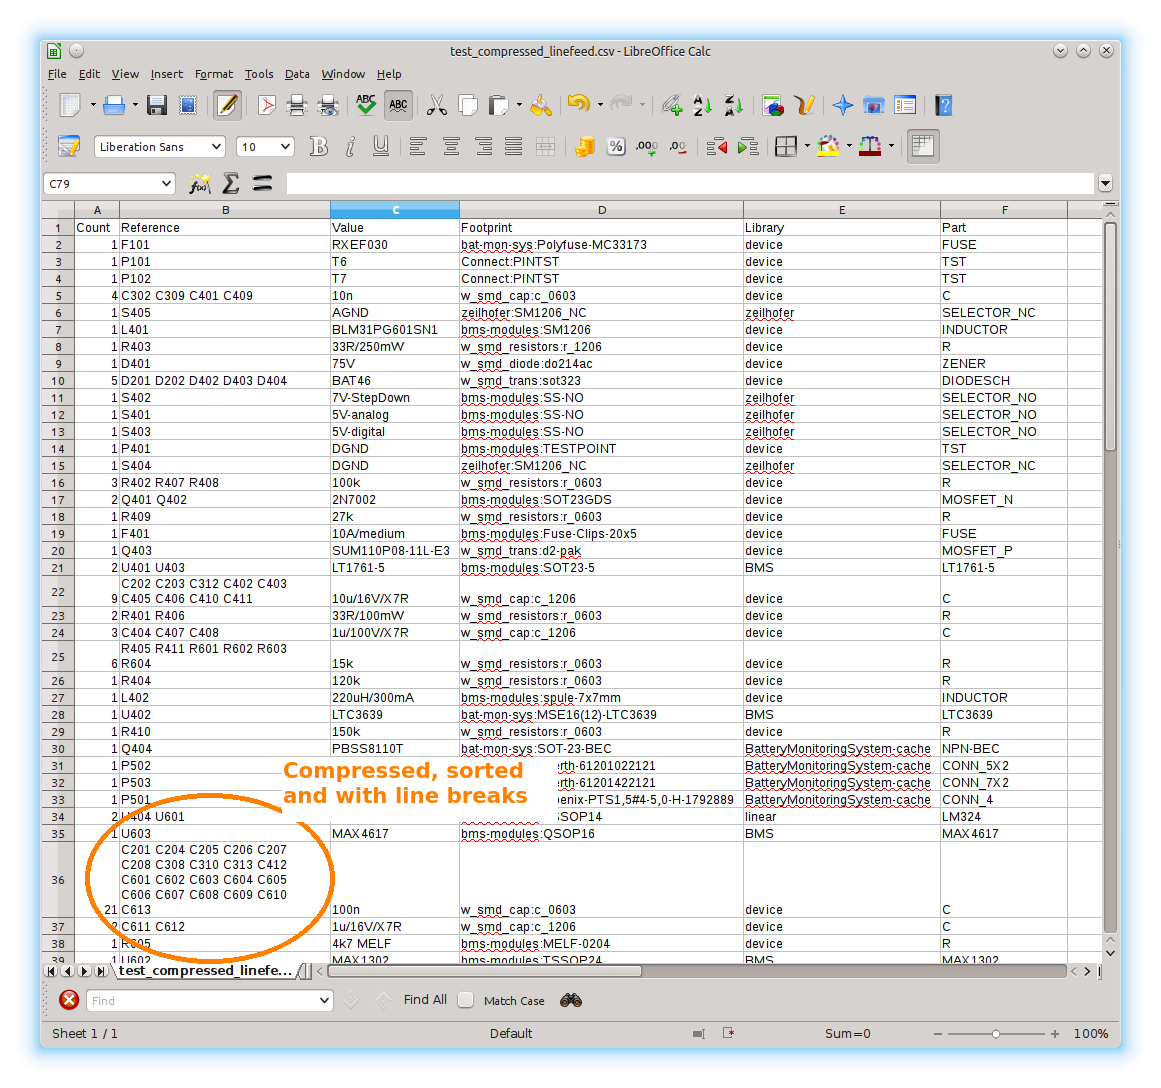 test_compressed_linefeed.csv - LibreOffice Calc
File Edit View Insert Format Tools Data Window Help
Liberation Sans 10
C79
A B C D E F
1 Count Reference Value Footprint Library Part
2 1 F101 RXEF030 bat-mon-sys:Polyfuse-MC33173 device FUSE
3 1 P101 T6 Connect:PINTST device TST
4 1 P102 T7 Connect:PINTST device TST
5 4 C302 C309 C401 C409 10n w_smd_cap:c_0603 device C
6 1 S405 AGND zeilhofer:SM1206_NC zeilhofer SELECTOR_NC
7 1 L401 BLM31PG601SN1 bms-modules:SM1206 device INDUCTOR
8 1 R403 33R/250mW w_smd_resistors:r_1206 device R
9 1 D401 75V w_smd_diode:do214ac device ZENER
10 5 D201 D202 D402 D403 D404 BAT46 w_smd_trans:sot323 device DIODESCH
11 1 S402 7V-StepDown bms-modules:SS-NO zeilhofer SELECTOR_NO
12 1 S401 5V-analog bms-modules:SS-NO zeilhofer SELECTOR_NO
13 1 S403 5V-digital bms-modules:SS-NO zeilhofer SELECTOR_NO
14 1 P401 DGND bms-modules:TESTPOINT device TST
15 1 S404 DGND zeilhofer:SM1206_NC zeilhofer SELECTOR_NC
16 3 R402 R407 R408 100k w_smd_resistors:r_0603 device R
17 2 Q401 Q402 2N7002 bms-modules:SOT23GDS device MOSFET_N
18 1 R409 27k w_smd_resistors:r_0603 device R
19 1 F401 10A/medium bms-modules:Fuse-Clips-20x5 device FUSE
20 1 Q403 SUM110P08-11L-E3 w_smd_trans:d2-pak device MOSFET_P
21 2 U401 U403 LT1761-5 bms-modules:SOT23-5 BMS LT1761-5
C202 C203 C312 C402 C403
22 9 C405 C406 C410 C411 10u/16V/X7R w_smd_cap:c_1206 device C
23 2 R401 R406 33R/100mW w_smd_resistors:r_0603 device R
24 3 C404 C407 C408 1u/100V/X7R w_smd_cap:c_1206 device C
R405 R411 R601 R602 R603
25 6 R604 15k w_smd_resistors:r_0603 device R
26 1 R404 120k w_smd_resistors:r_0603 device R
27 1 L402 220uH/300mA bms-modules:spule-7x7mm device INDUCTOR
28 1 U402 LTC3639 bat-mon-sys:MSE16(12)-LTC3639 BMS LTC3639
29 1 R410 150k w_smd_resistors:r_0603 device R
30 1 Q404 PBSS8110T bat-mon-sys:SOT-23-BEC BatteryMonitoringSystem-cache NPN-BEC
31 1 P502 erth-61201022121 BatteryMonitoringSystem-cache CONN_5X2
32 1 P503 erth-61201422121 BatteryMonitoringSystem-cache CONN_7X2
33 1 P501 oenix-PTS1,5#4-5,0-H-1792889 BatteryMonitoringSystem-cache CONN_4
Compressed, sorted
and with line breaks
34 2 U404 U601 SSOP14 linear LM324
35 1 U603 MAX4617 bms-modules:QSOP16 BMS MAX4617
C201 C204 C205 C206 C207
C208 C308 C310 C313 C412
36 C601 C602 C603 C604 C605
C606 C607 C608 C609 C610
21 C613 100n w_smd_cap:c_0603 device C
37 2 C611 C612 1u/16V/X7R w_smd_cap:c_1206 device C
38 1 R605 4k7 MELF bms-modules:MELF-0204 device R
39 1 U602 MAX1302 bms-modules:TSSOP24 BMS MAX1302
test_compressed_linefe...
Find Find All Match Case
Sheet 1 / 1 Default Sum=0 100%